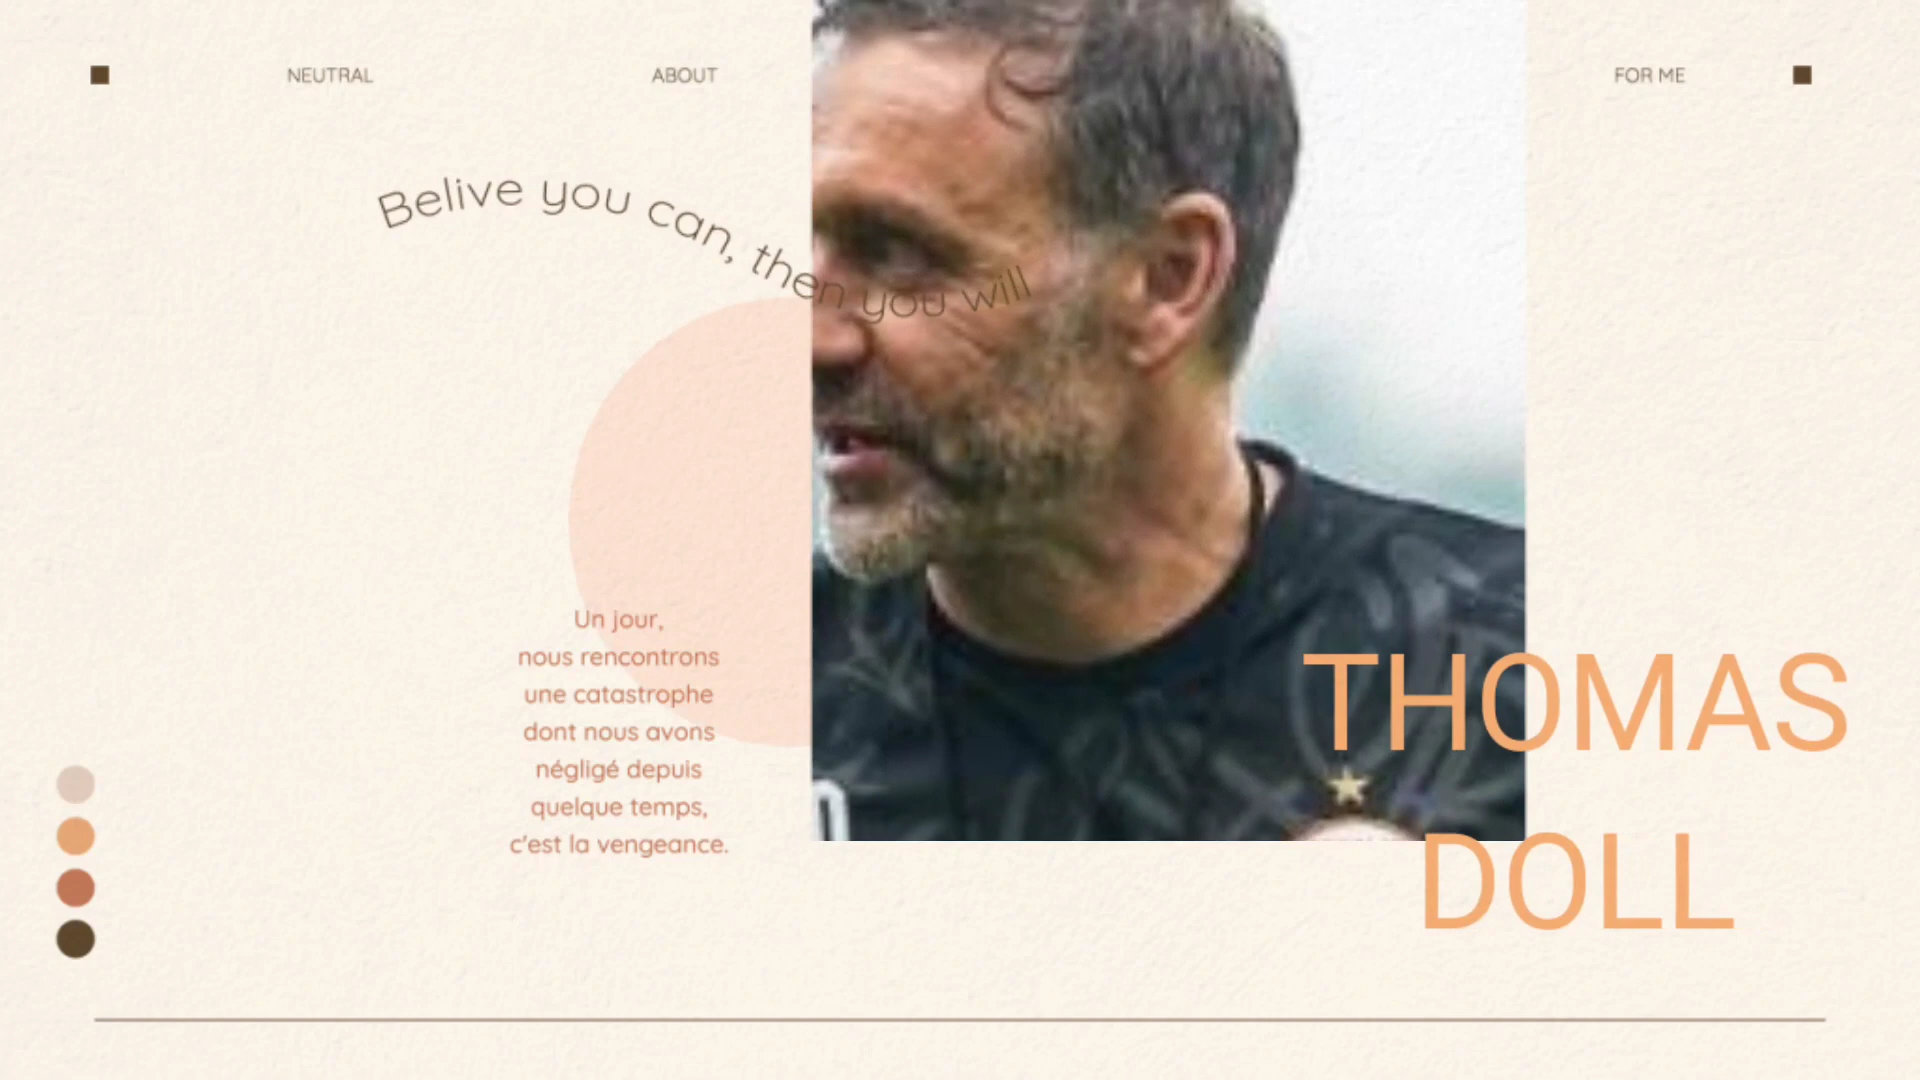 NEUTRAL
ABOUT
FOR ME
Belive you can, then you will
Un jour,
nous rencontrons
une catastrophe
dont nous avons
négligé depuis
quelque temps,
c'est la vengeance.
THOMAS
DOLL